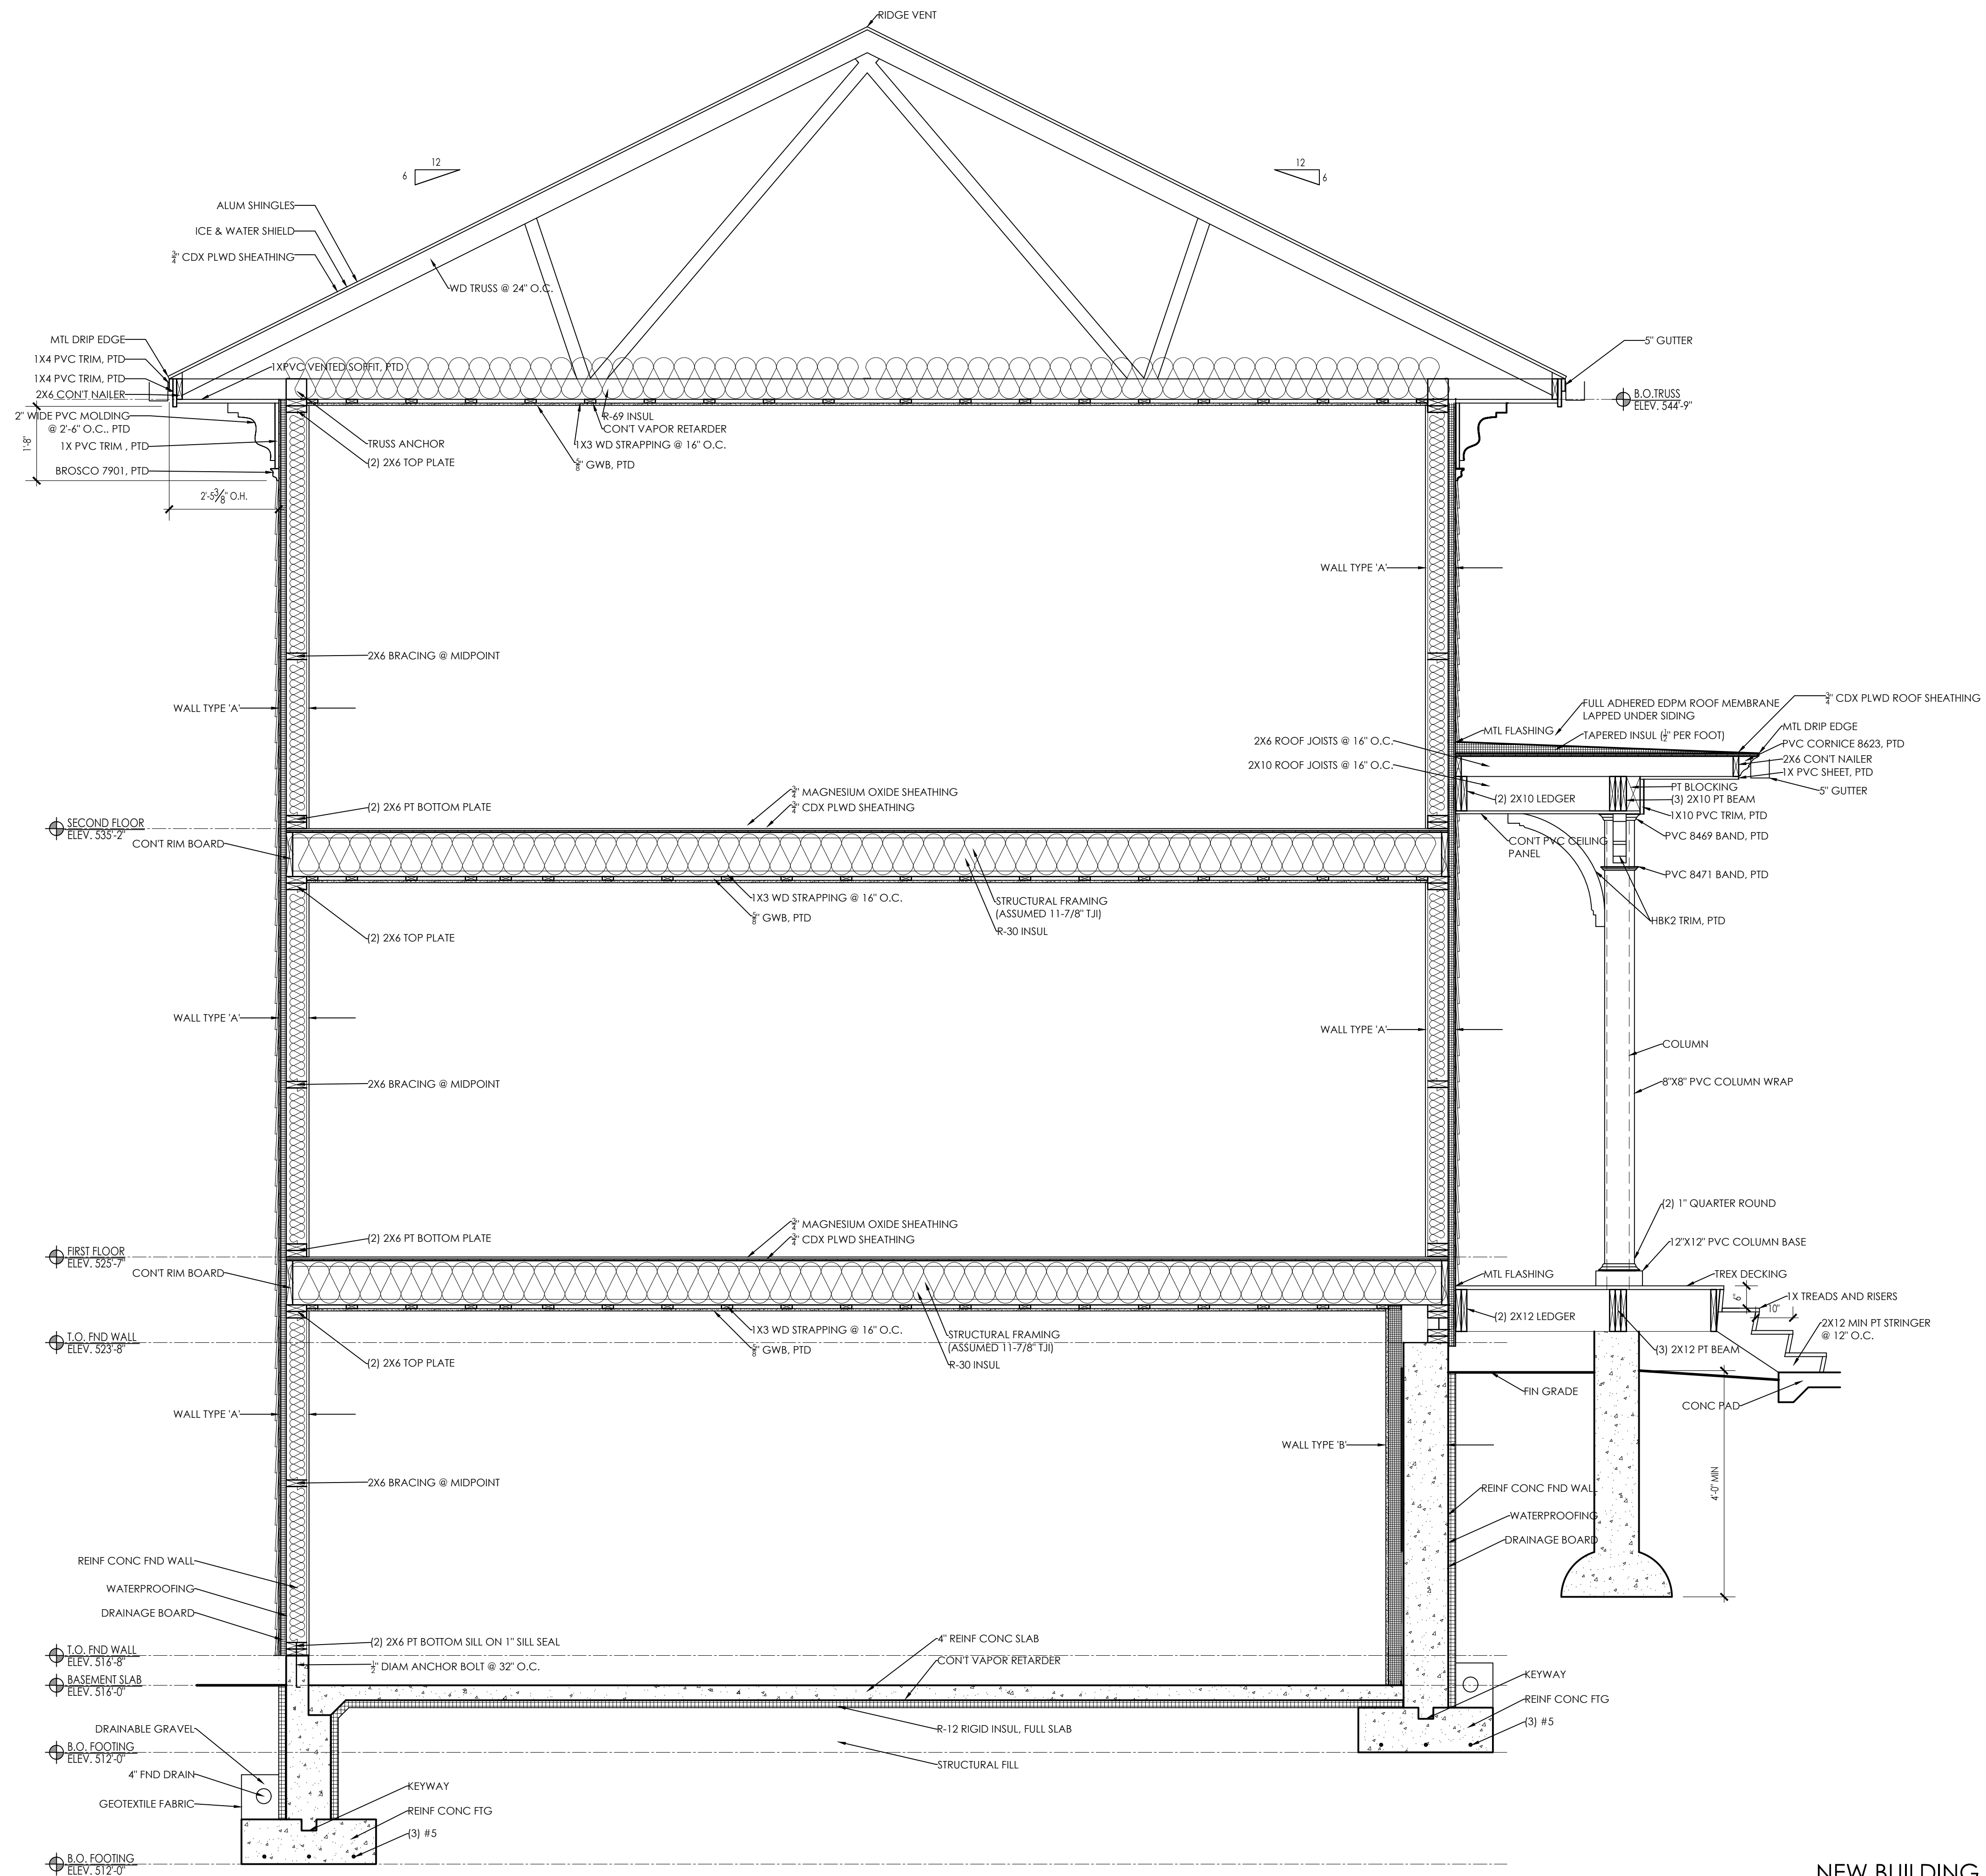 RIDGE VENT
12
6
12
6
ALUM SHINGLES
ICE & WATER SHIELD
3/4" CDX PLWD SHEATHING
WD TRUSS @ 24" O.C.
MTL DRIP EDGE
1X4 PVC TRIM, PTD
1X4 PVC TRIM, PTD
2X6 CON'T NAILER
2" WIDE PVC MOLDING
@ 2'-6" O.C., PTD
1X PVC TRIM , PTD
BROSCO 7901, PTD
1'-8"
2'-5 3/8" O.H.
1XPVC VENTED SOFFIT, PTD
TRUSS ANCHOR
(2) 2X6 TOP PLATE
R-69 INSUL
CON'T VAPOR RETARDER
1X3 WD STRAPPING @ 16" O.C.
5/8" GWB, PTD
5" GUTTER
B.O.TRUSS
ELEV. 544'-9"
WALL TYPE 'A'
2X6 BRACING @ MIDPOINT
WALL TYPE 'A'
FULL ADHERED EDPM ROOF MEMBRANE
LAPPED UNDER SIDING
3/4" CDX PLWD ROOF SHEATHING
MTL FLASHING
TAPERED INSUL (1/2" PER FOOT)
MTL DRIP EDGE
PVC CORNICE 8623, PTD
2X6 CON'T NAILER
1X PVC SHEET, PTD
5" GUTTER
2X6 ROOF JOISTS @ 16" O.C.
2X10 ROOF JOISTS @ 16" O.C.
(2) 2X10 LEDGER
PT BLOCKING
(3) 2X10 PT BEAM
1X10 PVC TRIM, PTD
PVC 8469 BAND, PTD
CON'T PVC CEILING
PANEL
PVC 8471 BAND, PTD
HBK2 TRIM, PTD
3/4" MAGNESIUM OXIDE SHEATHING
3/4" CDX PLWD SHEATHING
(2) 2X6 PT BOTTOM PLATE
SECOND FLOOR
ELEV. 535'-2"
CON'T RIM BOARD
1X3 WD STRAPPING @ 16" O.C.
5/8" GWB, PTD
STRUCTURAL FRAMING
(ASSUMED 11-7/8" TJI)
R-30 INSUL
(2) 2X6 TOP PLATE
WALL TYPE 'A'
WALL TYPE 'A'
COLUMN
8"X8" PVC COLUMN WRAP
2X6 BRACING @ MIDPOINT
(2) 1" QUARTER ROUND
12"X12" PVC COLUMN BASE
3/4" MAGNESIUM OXIDE SHEATHING
3/4" CDX PLWD SHEATHING
(2) 2X6 PT BOTTOM PLATE
FIRST FLOOR
ELEV. 525'-7"
CON'T RIM BOARD
MTL FLASHING
TREX DECKING
6"
10"
1X TREADS AND RISERS
2X12 MIN PT STRINGER
@ 12" O.C.
(2) 2X12 LEDGER
(3) 2X12 PT BEAM
T.O. FND WALL
ELEV. 523'-8"
1X3 WD STRAPPING @ 16" O.C.
5/8" GWB, PTD
STRUCTURAL FRAMING
(ASSUMED 11-7/8" TJI)
R-30 INSUL
(2) 2X6 TOP PLATE
FIN GRADE
CONC PAD
WALL TYPE 'A'
WALL TYPE 'B'
4'-0" MIN
2X6 BRACING @ MIDPOINT
REINF CONC FND WALL
WATERPROOFING
DRAINAGE BOARD
REINF CONC FND WALL
WATERPROOFING
DRAINAGE BOARD
(2) 2X6 PT BOTTOM SILL ON 1" SILL SEAL
1/2" DIAM ANCHOR BOLT @ 32" O.C.
4" REINF CONC SLAB
CON'T VAPOR RETARDER
T.O. FND WALL
ELEV. 516'-8"
BASEMENT SLAB
ELEV. 516'-0"
KEYWAY
REINF CONC FTG
(3) #5
R-12 RIGID INSUL, FULL SLAB
STRUCTURAL FILL
DRAINABLE GRAVEL
B.O. FOOTING
ELEV. 512'-0"
4" FND DRAIN
GEOTEXTILE FABRIC
KEYWAY
REINF CONC FTG
(3) #5
B.O. FOOTING
ELEV. 512'-0"
NEW BUILDING